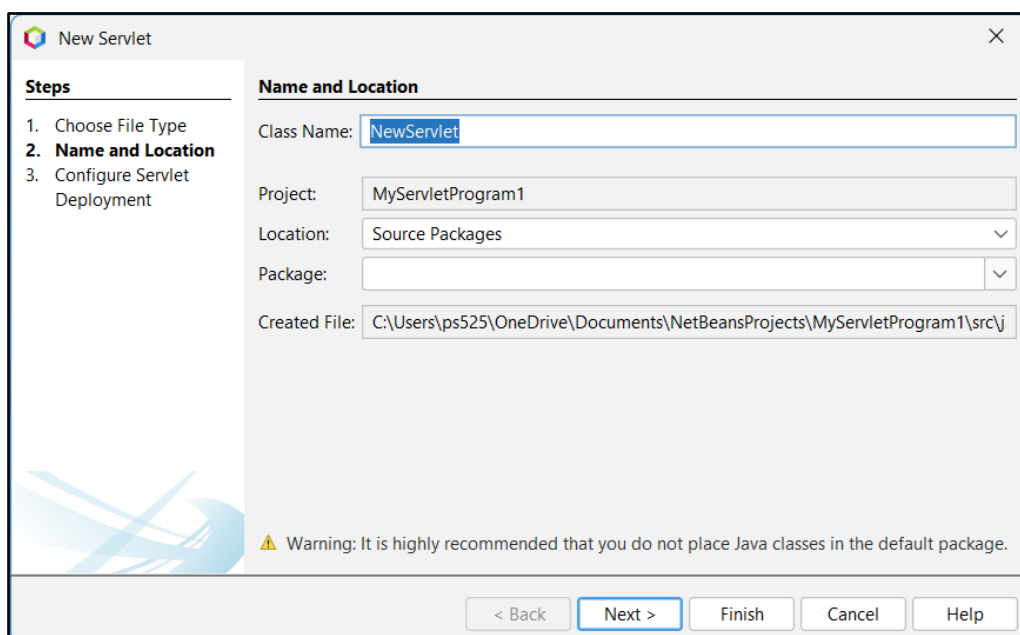 New Servlet
Steps
1. Choose File Type
2. Name and Location
3. Configure Servlet
Deployment
Name and Location
Class Name: NewServlet
Project: MyServletProgram1
Location: Source Packages
Package:
Created File: C:\Users\ps525\OneDrive\Documents\NetBeansProjects\MyServletProgram1\src\j
Warning: It is highly recommended that you do not place Java classes in the default package.
< Back Next > Finish Cancel Help